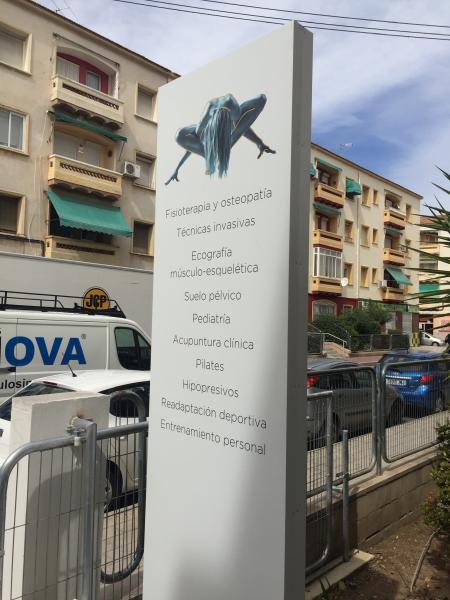 Fisioterapia y osteopatía
Técnicas invasivas
Ecografía
músculo-esquelética
Suelo pélvico
Pediatría
Acupuntura clínica
Pilates
Hipopresivos
Readaptación deportiva
Entrenamiento personal
JCP
OVA